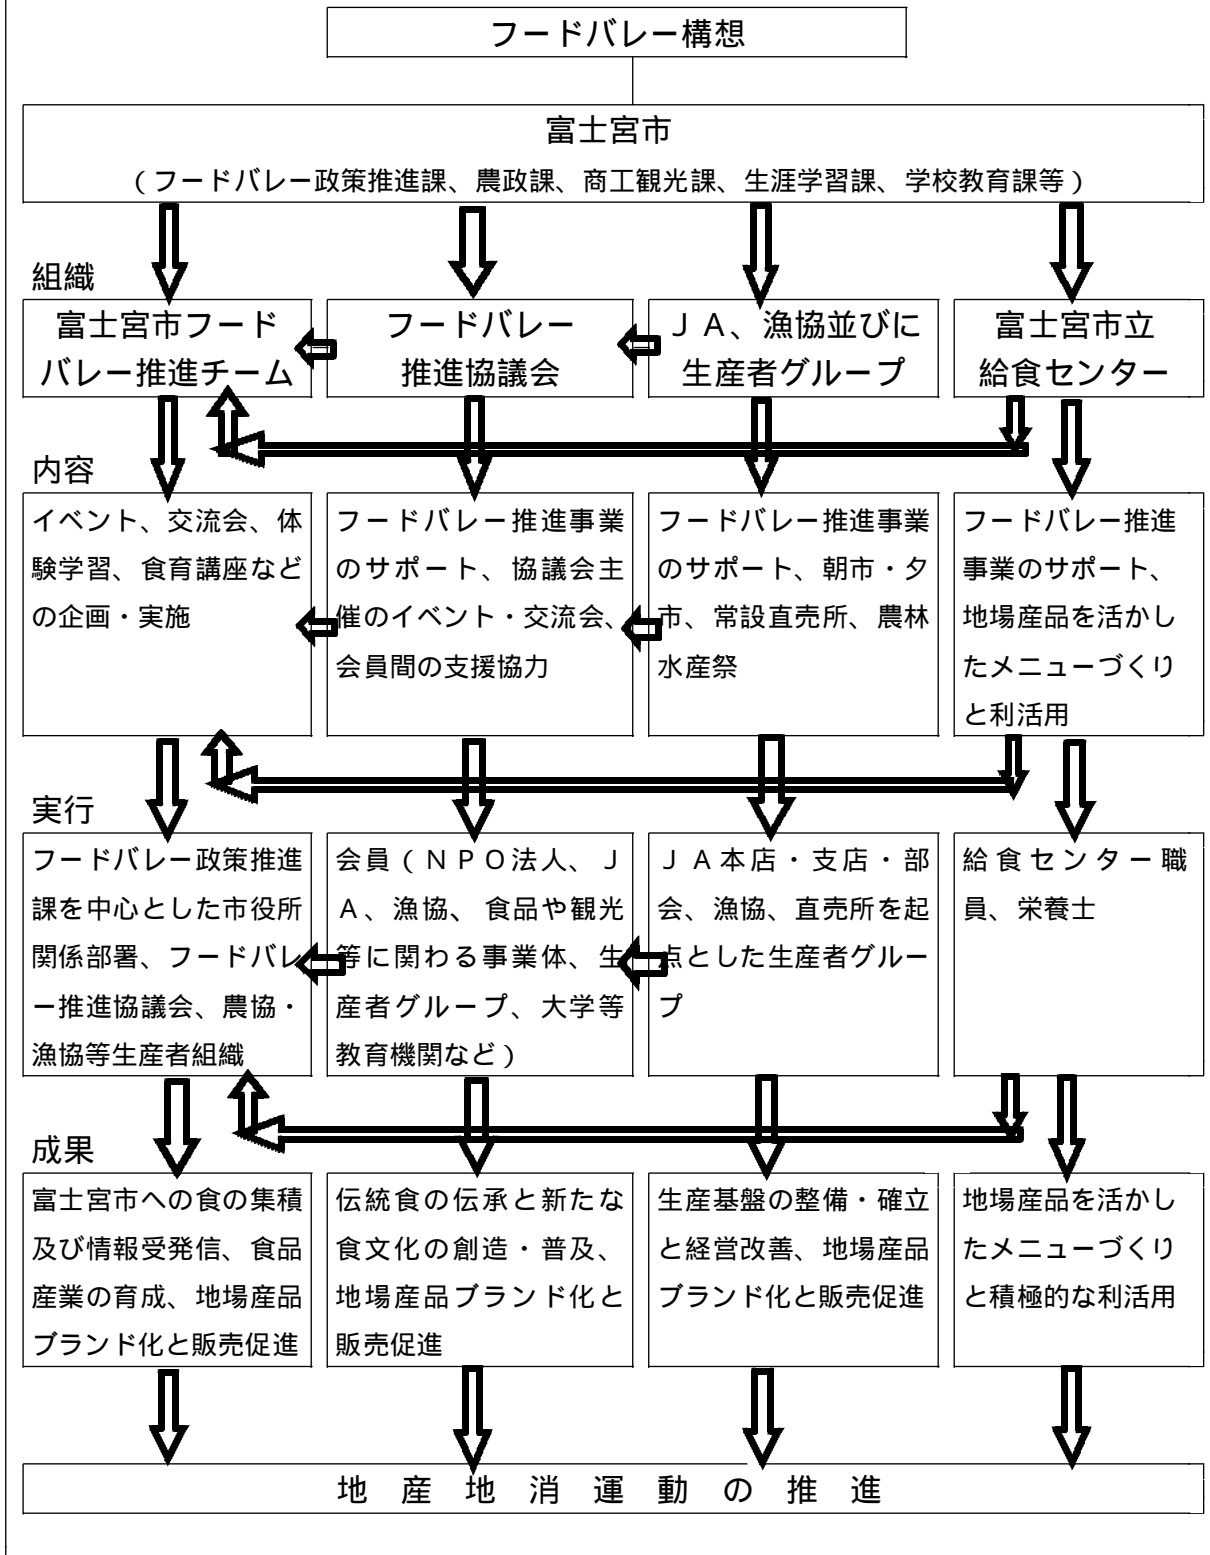 フードバレー構想
富士宮市
（フードバレー政策推進課、農政課、商工観光課、生涯学習課、学校教育課等）
組織
富士宮市フード
バレー推進チーム
フードバレー
推進協議会
ＪＡ、漁協並びに
生産者グループ
富士宮市立
給食センター
内容
イベント、交流会、体
験学習、食育講座など
の企画・実施
フードバレー推進事業
のサポート、協議会主
催のイベント・交流会、
会員間の支援協力
フードバレー推進事業
のサポート、朝市・夕
市、常設直売所、農林
水産祭
フードバレー推進
事業のサポート、
地場産品を活かし
たメニューづくり
と利活用
実行
フードバレー政策推進
課を中心とした市役所
関係部署、フードバレ
ー推進協議会、農協・
漁協等生産者組織
会員（ＮＰＯ法人、Ｊ
Ａ、漁協、食品や観光
等に関わる事業体、生
産者グループ、大学等
教育機関など）
ＪＡ本店・支店・部
会、漁協、直売所を起
点とした生産者グルー
プ
給食センター職
員、栄養士
成果
富士宮市への食の集積
及び情報受発信、食品
産業の育成、地場産品
ブランド化と販売促進
伝統食の伝承と新たな
食文化の創造・普及、
地場産品ブランド化と
販売促進
生産基盤の整備・確立
と経営改善、地場産品
ブランド化と販売促進
地場産品を活かし
たメニューづくり
と積極的な利活用
地産地消運動の推進